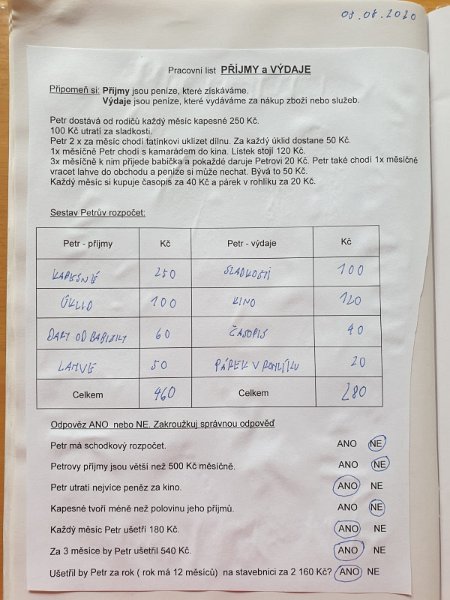 03.08.2020
Pracovní list PŘÍJMY a VÝDAJE
Připomeň si: Příjmy jsou peníze, které získáváme.
Výdaje jsou peníze, které vydáváme za nákup zboží nebo služeb.
Petr dostává od rodičů každý měsíc kapesné 250 Kč.
100 Kč utratí za sladkosti.
Petr 2 x za měsíc chodí tatínkovi uklízet dílnu. Za každý úklid dostane 50 Kč.
1x měsíčně Petr chodí s kamarádem do kina. Lístek stojí 120 Kč.
3x měsíčně k nim přijede babička a pokaždé daruje Petrovi 20 Kč. Petr také chodí 1x měsíčně
vracet lahve do obchodu a peníze si může nechat. Bývá to 50 Kč.
Každý měsíc si kupuje časopis za 40 Kč a párek v rohlíku za 20 Kč.
Sestav Petrův rozpočet:
Petr - příjmy Kč Petr - výdaje Kč
KAPESNÉ 250 SLADKOSTI 100
ÚKLID 100 KINO 120
DARY OD BABIČKY 60 ČASOPIS 40
LAHVE 50 PÁREK V ROHLÍKU 20
Celkem 460 Celkem 280
Odpověz ANO nebo NE. Zakroužkuj správnou odpověď
Petr má schodkový rozpočet. ANO NE
Petrovy příjmy jsou větší než 500 Kč měsíčně. ANO NE
Petr utratí nejvíce peněz za kino. ANO NE
Kapesné tvoří méně než polovinu jeho příjmů. ANO NE
Každý měsíc Petr ušetří 180 Kč. ANO NE
Za 3 měsíce by Petr ušetřil 540 Kč. ANO NE
Ušetřil by Petr za rok ( rok má 12 měsíců) na stavebnici za 2 160 Kč? ANO NE